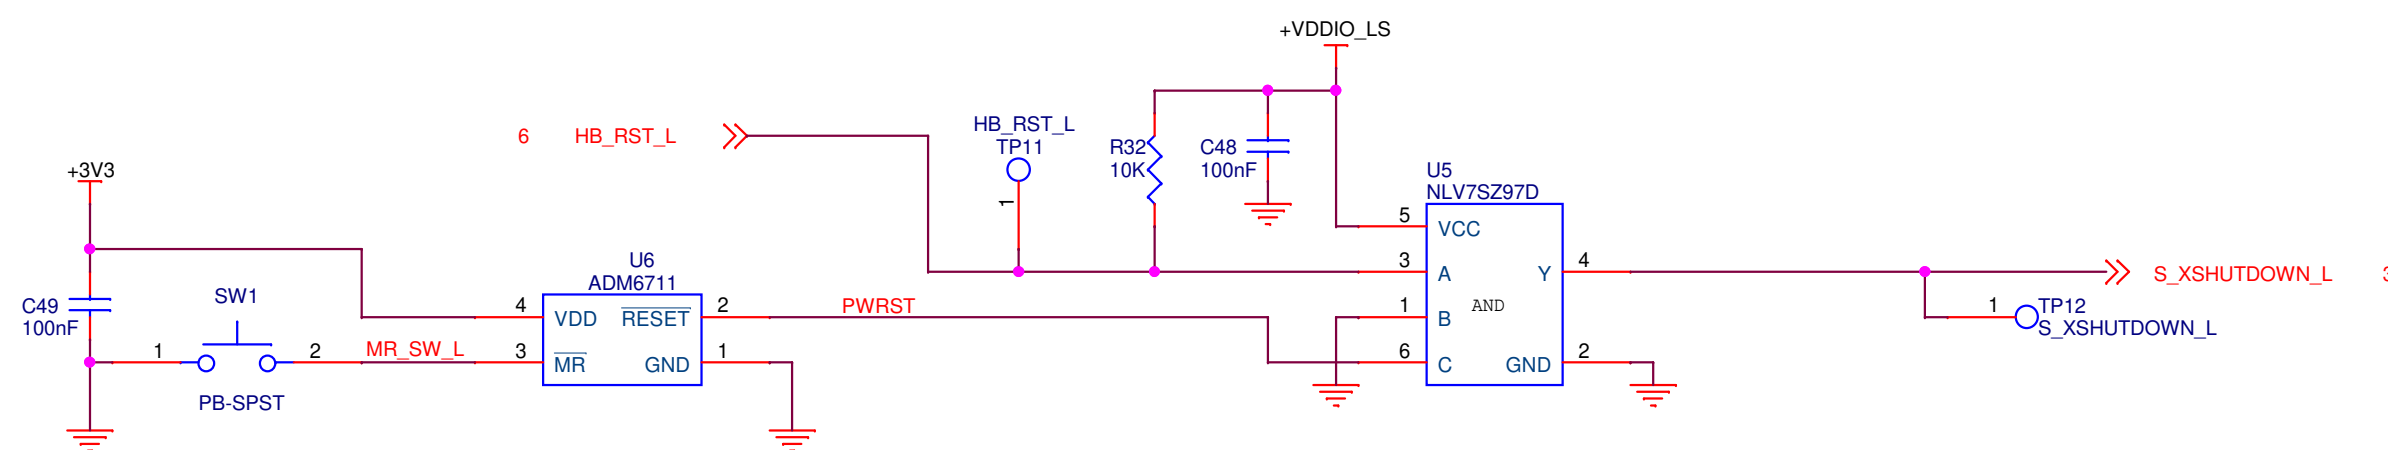 +VDDIO_LS
6 HB_RST_L
HB_RST_L
TP11
1
R32
10K
C48
100nF
U5
NLV7SZ97D
+3V3
5 VCC
3 A
Y 4
S_XSHUTDOWN_L
1 B
AND
1 TP12
S_XSHUTDOWN_L
6 C
GND 2
U6
ADM6711
4 VDD
RESET 2
PWRST
3 MR
GND 1
C49
100nF
SW1
1
2
MR_SW_L
PB-SPST